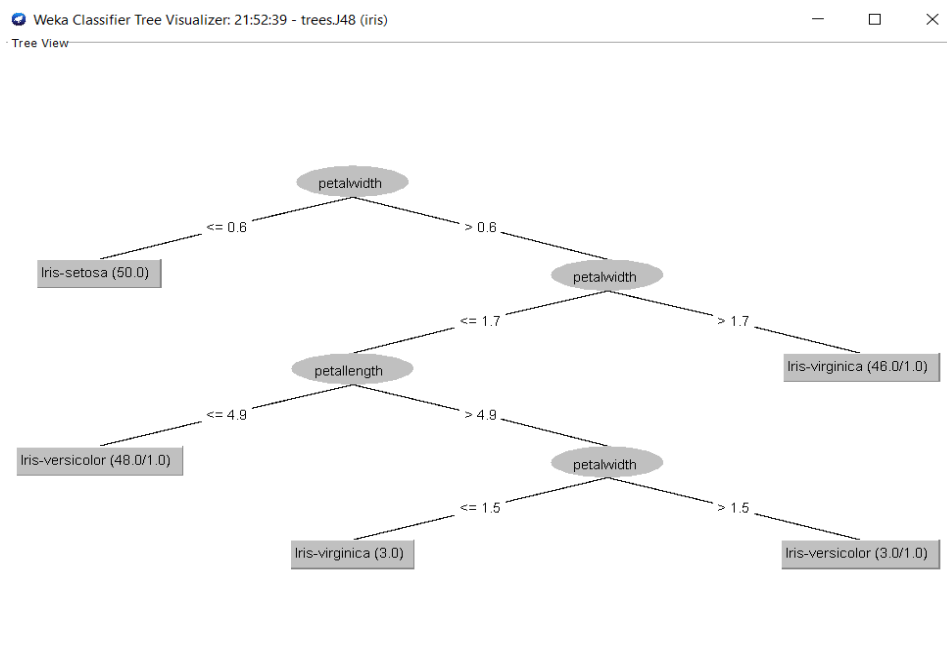 Weka Classifier Tree Visualizer: 21:52:39 - trees.J48 (iris)
Tree View
petalwidth
<= 0.6
> 0.6
Iris-setosa (50.0)
petalwidth
<= 1.7
> 1.7
petallength
Iris-virginica (46.0/1.0)
<= 4.9
> 4.9
Iris-versicolor (48.0/1.0)
petalwidth
<= 1.5
> 1.5
Iris-virginica (3.0)
Iris-versicolor (3.0/1.0)